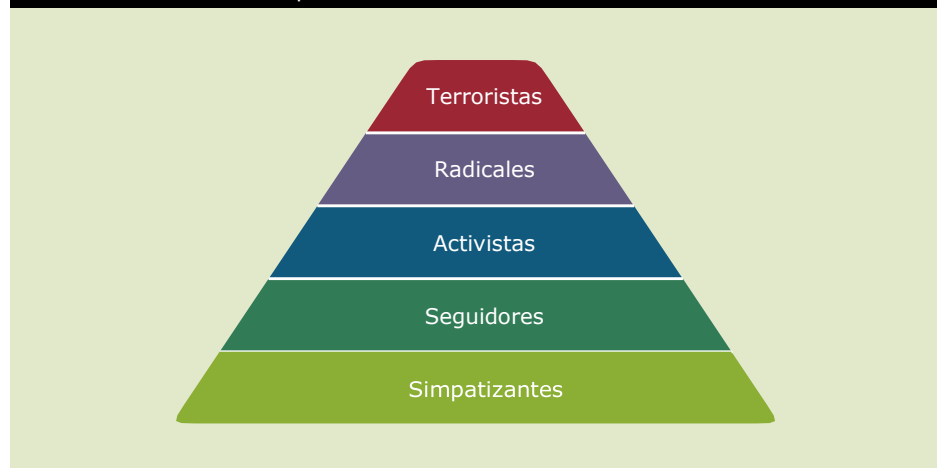 Terroristas
Radicales
Activistas
Seguidores
Simpatizantes